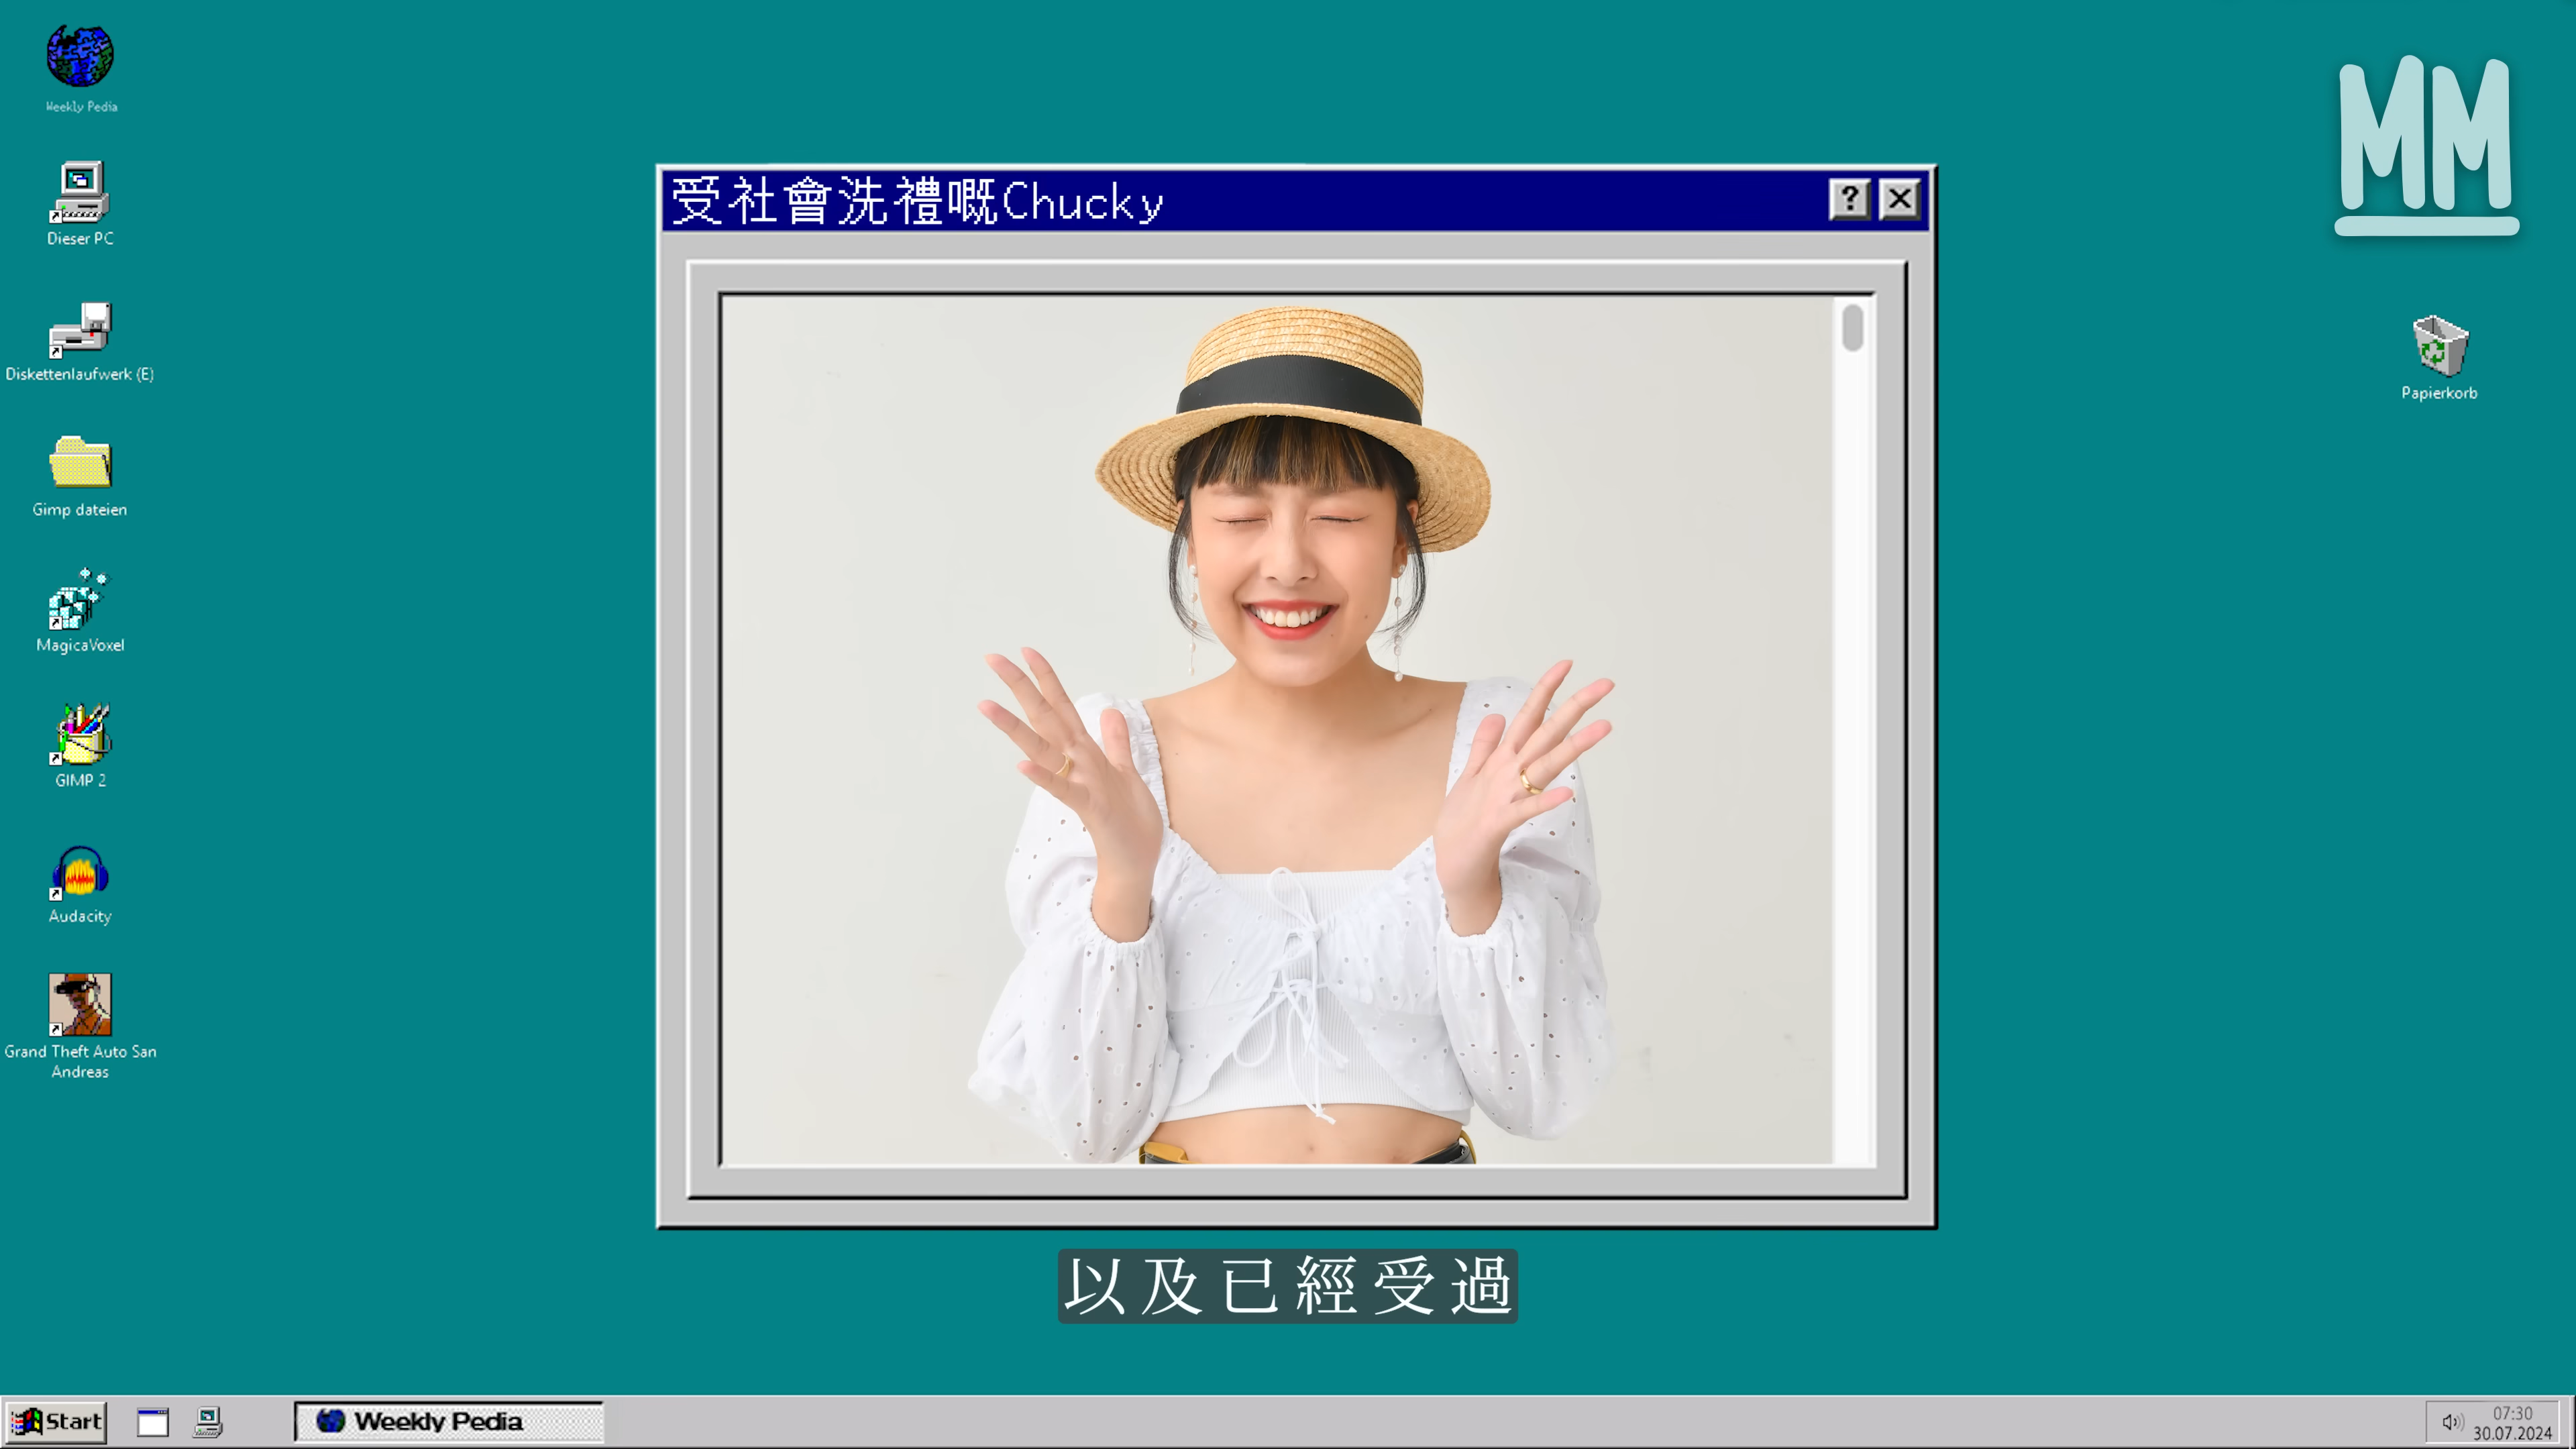 Weekly Pedia
Dieser PC
Diskettenlaufwerk (E)
Gimp dateien
MagicaVoxel
GIMP 2
Audacity
Grand Theft Auto San
Andreas
受社會洗禮嘅Chucky
MM
Papierkorb
以及已經受過
Start
Weekly Pedia
07:30
30.07.2024